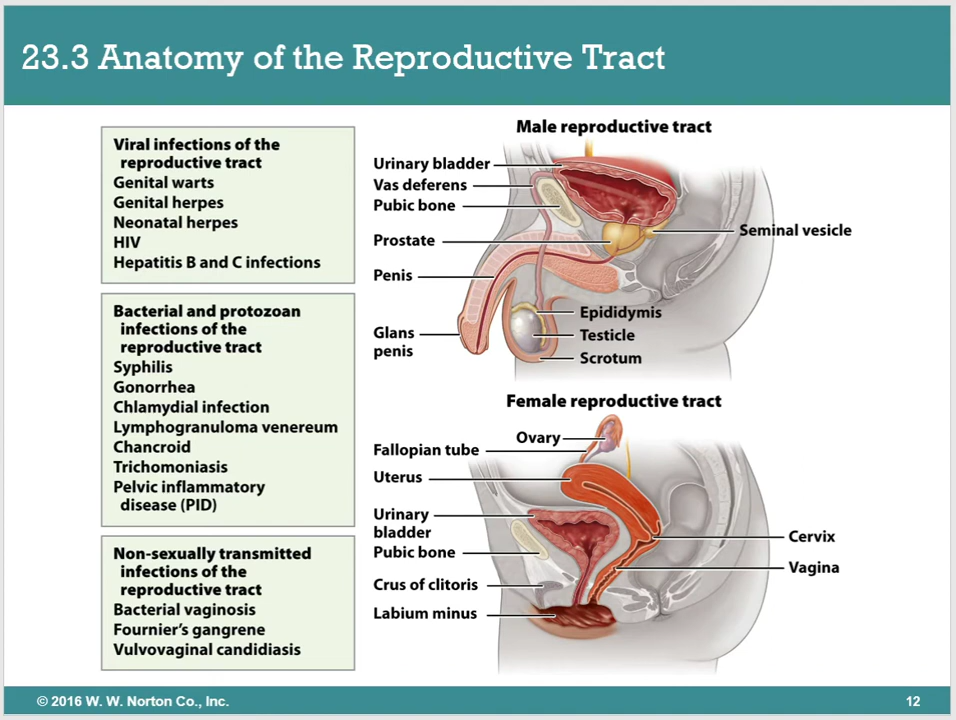 23.3 Anatomy of the Reproductive Tract
Viral infections of the
reproductive tract
Genital warts
Genital herpes
Neonatal herpes
HIV
Hepatitis B and C infections
Bacterial and protozoan
infections of the
reproductive tract
Syphilis
Gonorrhea
Chlamydial infection
Lymphogranuloma venereum
Chancroid
Trichomoniasis
Pelvic inflammatory
disease (PID)
Non-sexually transmitted
infections of the
reproductive tract
Bacterial vaginosis
Fournier's gangrene
Vulvovaginal candidiasis
Male reproductive tract
Urinary bladder
Vas deferens
Pubic bone
Prostate
Penis
Glans
penis
Seminal vesicle
Epididymis
Testicle
Scrotum
Female reproductive tract
Ovary
Fallopian tube
Uterus
Urinary
bladder
Pubic bone
Crus of clitoris
Labium minus
Cervix
Vagina
© 2016 W. W. Norton Co., Inc.
12